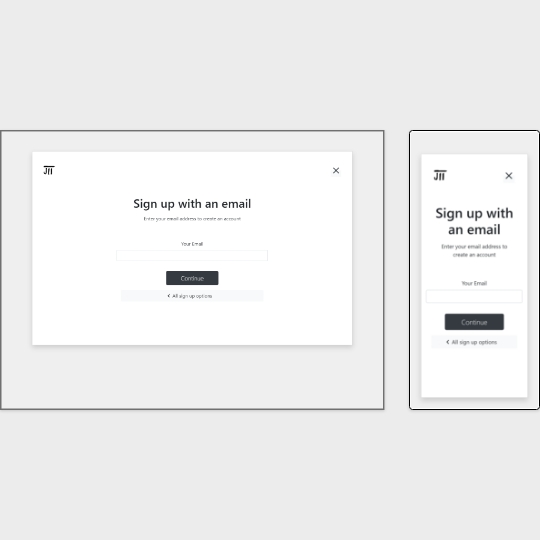 Sign up with an email
Enter your email address to create an account
Your Email
Continue
All sign up options
Sign up with
an email
Enter your email address to
create an account
Your Email
Continue
All sign up options